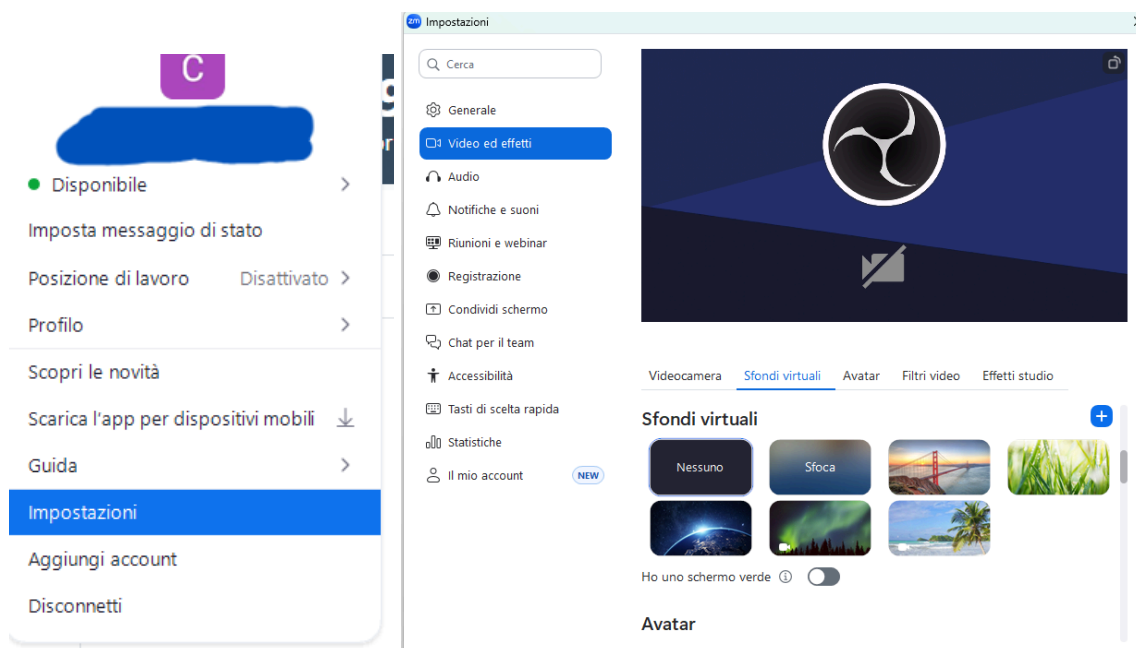 C
Disponibile
Imposta messaggio di stato
Posizione di lavoro Disattivato
Profilo
Scopri le novità
Scarica l'app per dispositivi mobili
Guida
Impostazioni
Aggiungi account
Disconnetti
zm Impostazioni
Cerca
Generale
Video ed effetti
Audio
Notifiche e suoni
Riunioni e webinar
Registrazione
Condividi schermo
Chat per il team
Accessibilità
Tasti di scelta rapida
Statistiche
Il mio account NEW
Videocamera Sfondi virtuali Avatar Filtri video Effetti studio
Sfondi virtuali
Nessuno Sfoca
Ho uno schermo verde
Avatar